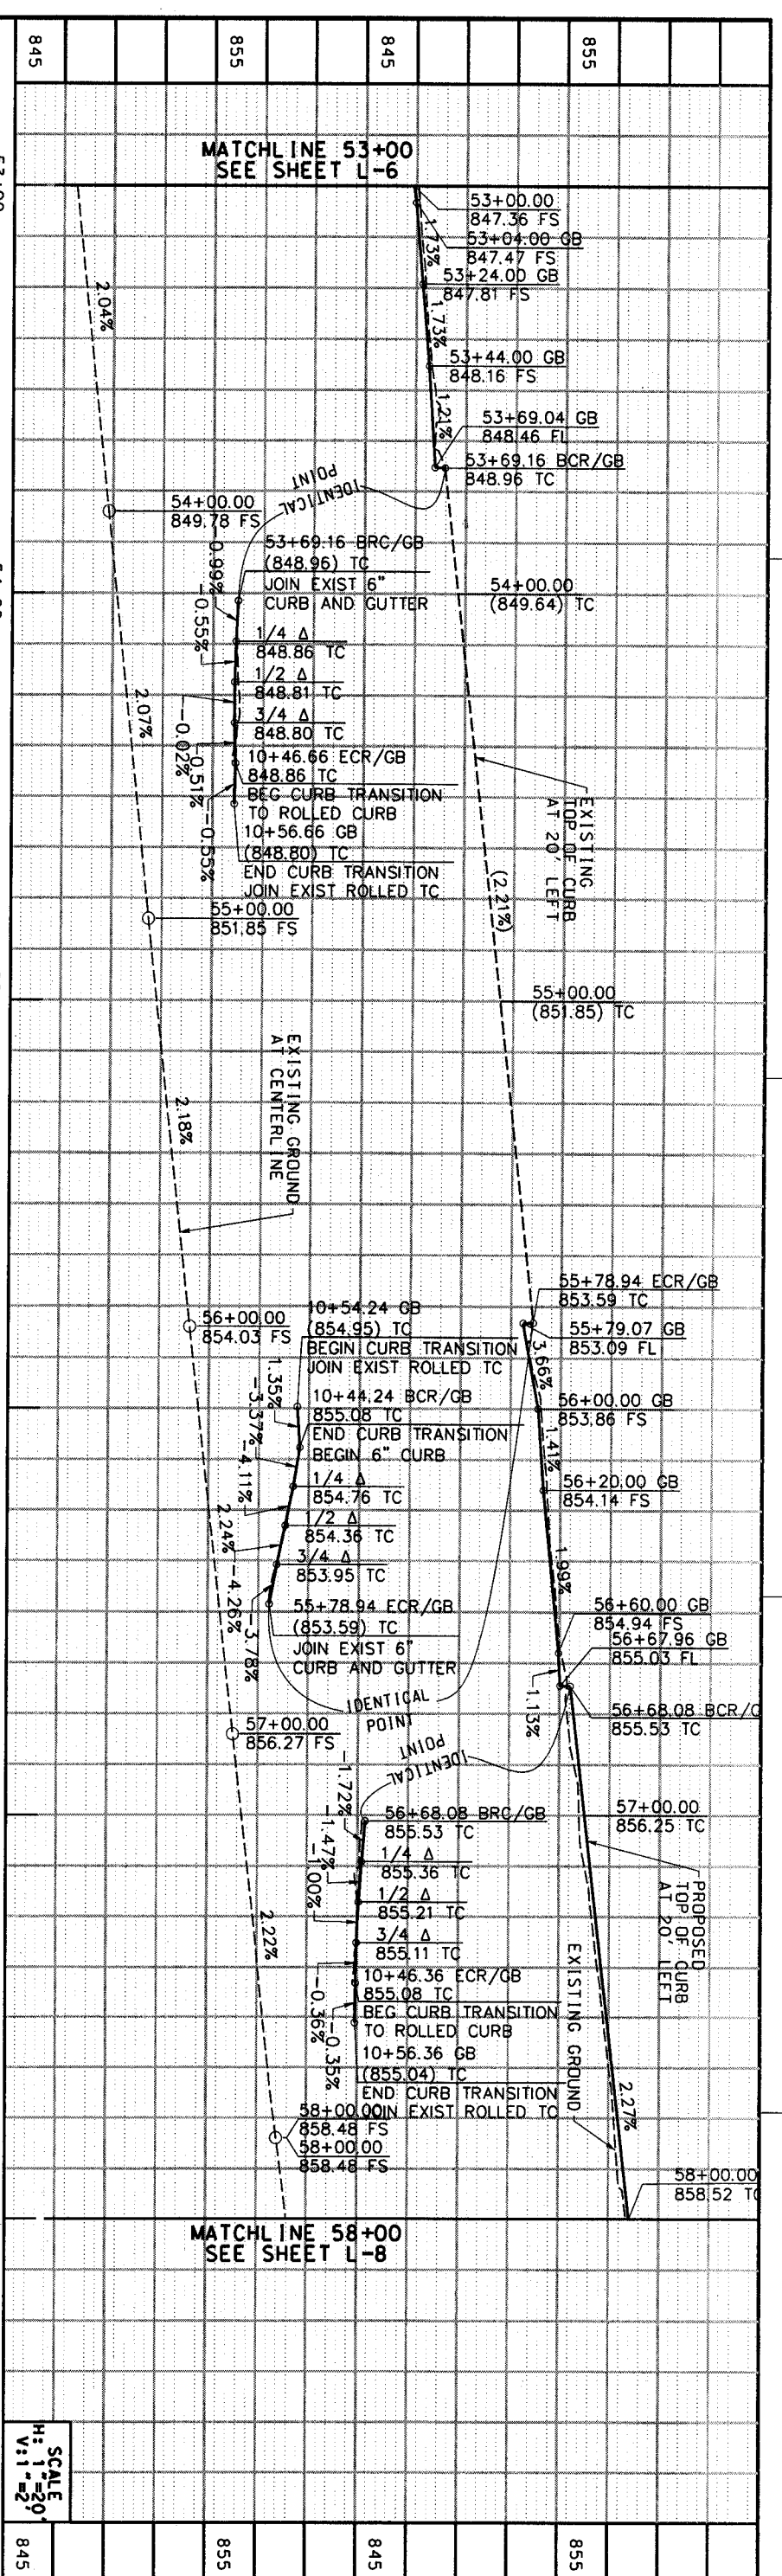 845
855
845
855
MATCHLINE 53+00
SEE SHEET L-6
53+00.00
847.36 FS
53+04.00 GB
847.47 FS
53+24.00 GB
847.81 FS
53+44.00 GB
848.16 FS
53+69.04 GB
848.46 FL
53+69.16 BCR/GB
848.96 TC
1.73%
1.73%
1.21%
2.04%
IDENTICAL
POINT
54+00.00
849.78 FS
53+69.16 BRC/GB
(848.96) TC
JOIN EXIST 6"
CURB AND GUTTER
54+00.00
(849.64) TC
-0.99%
-0.55%
1/4 Δ
848.86 TC
1/2 Δ
848.81 TC
3/4 Δ
848.80 TC
10+46.66 ECR/GB
848.86 TC
BEG CURB TRANSITION
TO ROLLED CURB
10+56.66 GB
(848.80) TC
END CURB TRANSITION
JOIN EXIST ROLLED TC
2.07%
-0.02%
-0.51%
-0.55%
EXISTING
TOP OF CURB
AT 20' LEFT
(2.21%)
55+00.00
851.85 FS
55+00.00
(851.85) TC
EXISTING GROUND
AT CENTERLINE
2.18%
56+00.00
854.03 FS
10+54.24 GB
(854.95) TC
BEGIN CURB TRANSITION
JOIN EXIST ROLLED TC
10+44.24 BCR/GB
855.08 TC
END CURB TRANSITION
BEGIN 6" CURB
1/4 Δ
854.76 TC
1/2 Δ
854.36 TC
3/4 Δ
853.95 TC
55+78.94 ECR/GB
(853.59) TC
JOIN EXIST 6"
CURB AND GUTTER
1.35%
-3.37%
-4.11%
2.24%
-4.26%
-3.78%
55+78.94 ECR/GB
853.59 TC
55+79.07 GB
853.09 FL
3.66%
56+00.00 GB
853.86 FS
1.41%
56+20.00 GB
854.14 FS
1.99%
56+60.00 GB
854.94 FS
56+67.96 GB
855.03 FL
1.13%
56+68.08 BCR/G
855.53 TC
IDENTICAL
POINT
57+00.00
856.27 FS
IDENTICAL
POINT
56+68.08 BRC/GB
855.53 TC
1/4 Δ
855.36 TC
1/2 Δ
855.21 TC
3/4 Δ
855.11 TC
10+46.36 ECR/GB
855.08 TC
BEG CURB TRANSITION
TO ROLLED CURB
10+56.36 GB
(855.04) TC
END CURB TRANSITION
JOIN EXIST ROLLED TC
-1.72%
-1.47%
-1.00%
-0.36%
-0.35%
2.22%
57+00.00
856.25 TC
PROPOSED
TOP OF CURB
AT 20' LEFT
EXISTING GROUND
2.27%
58+00.00
858.48 FS
58+00.00
858.48 FS
58+00.00
858.52 TC
MATCHLINE 58+00
SEE SHEET L-8
SCALE
H: 1"=20'
V: 1"=2'
845
855
845
855